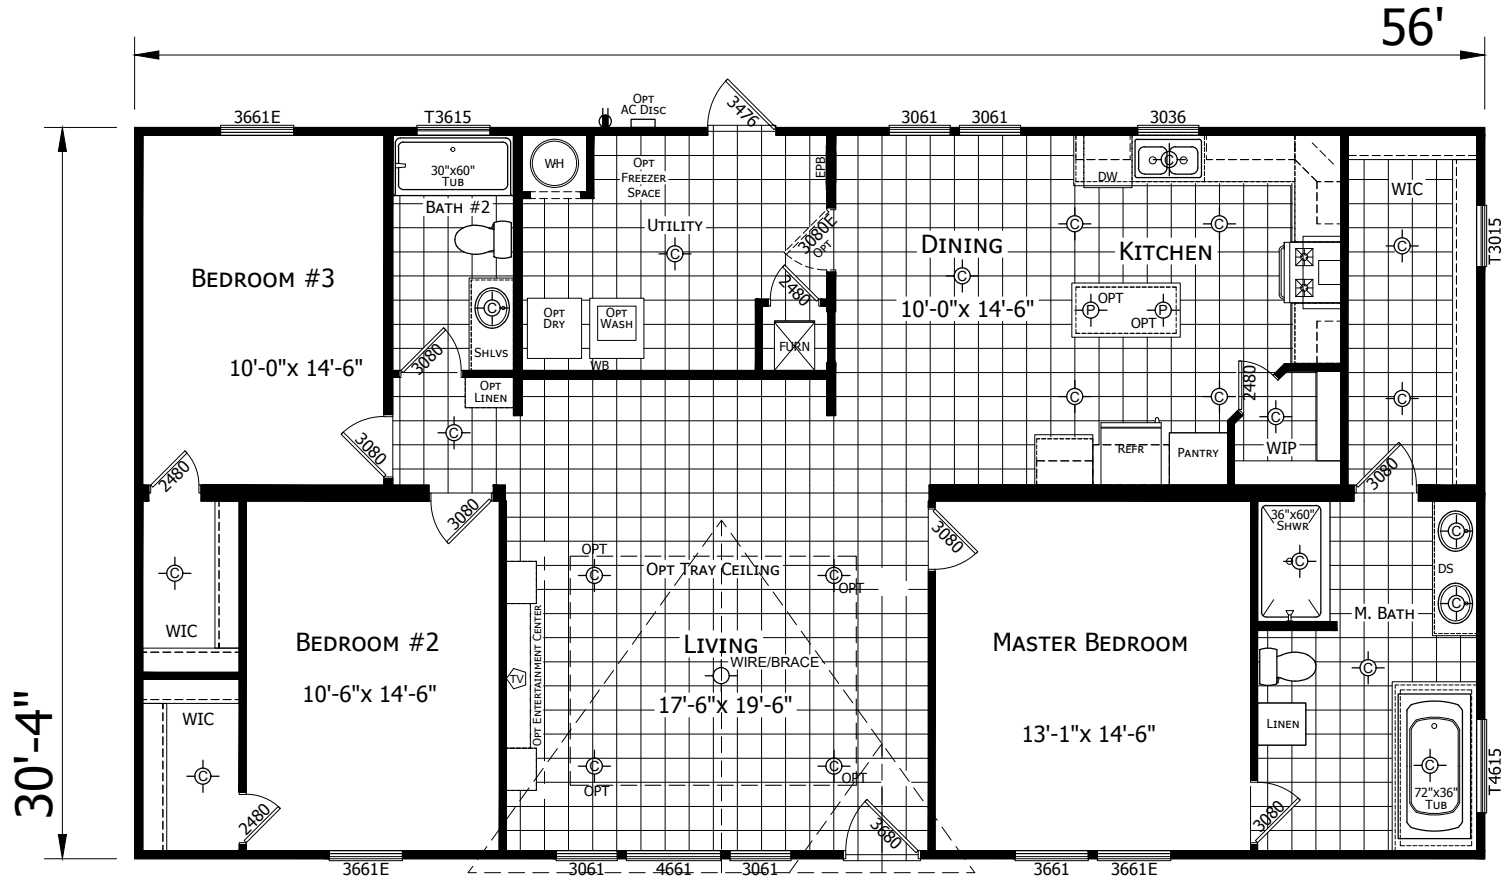 56'
30'-4"
3661E
T3615
OPT
AC DISC
3476
3061
3061
3036
30"x60"
TUB
BATH #2
WH
OPT
FREEZER
SPACE
EPB
UTILITY
3080E
OPT
2480
DINING
10'-0"x 14'-6"
KITCHEN
DW
C
C
C
C
C
C
C
OPT
P
P
OPT
WIC
C
C
T3015
BEDROOM #3
10'-0"x 14'-6"
C
SHLVS
OPT
DRY
OPT
WASH
WB
FURN
3080
OPT
LINEN
C
3080
2480
3080
2480
C
WIP
REFR
PANTRY
3080
C
WIC
WIC
C
2480
BEDROOM #2
10'-6"x 14'-6"
OPT
C
OPT TRAY CEILING
C
OPT
TV
OPT ENTERTAINMENT CENTER
LIVING
WIRE/BRACE
17'-6"x 19'-6"
C
OPT
C
OPT
3080
MASTER BEDROOM
13'-1"x 14'-6"
36"x60"
SHWR
C
C
DS
C
M. BATH
C
LINEN
C
72"x36"
TUB
T4615
3080
3680
3661E
3061
4661
3061
3661
3661E